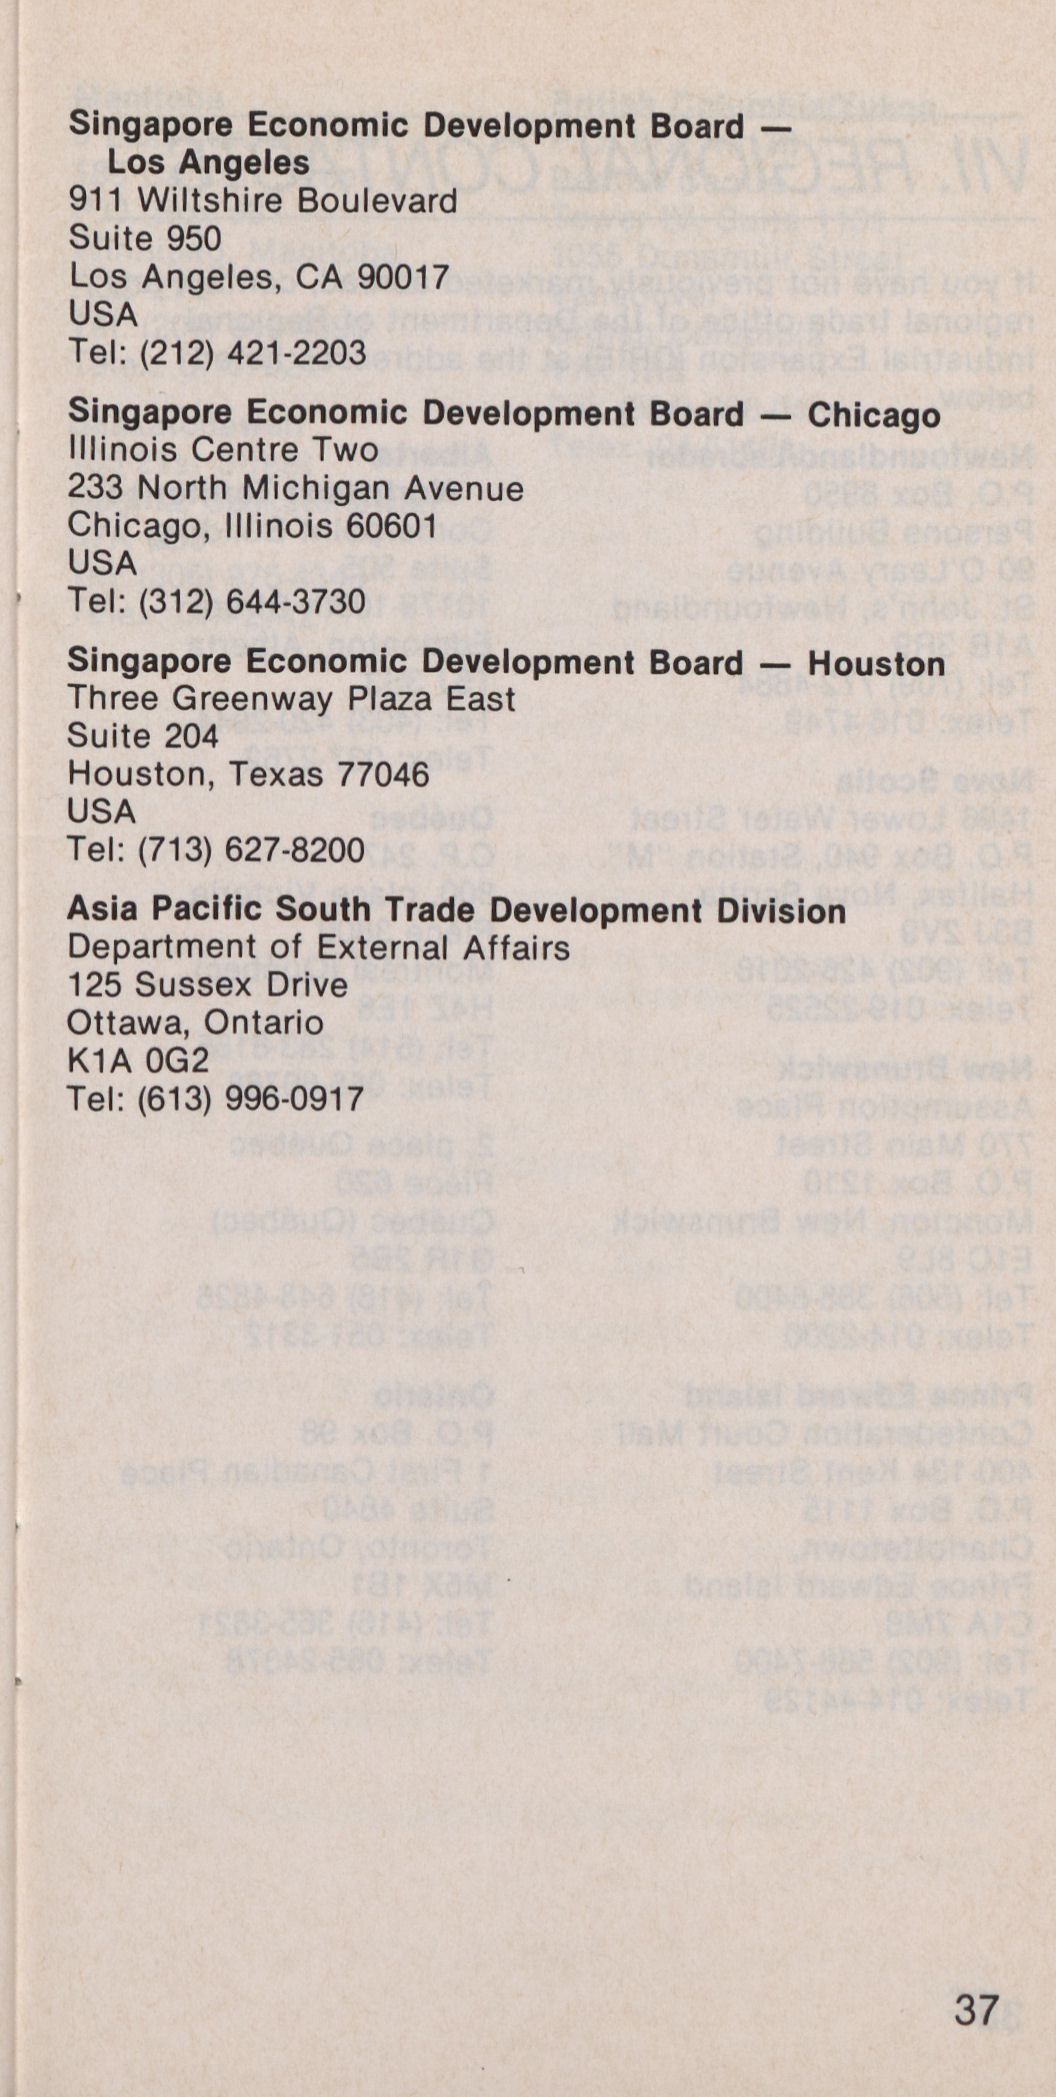 Singapore Economic Development Board —
Los Angeles
911 Wiltshire Boulevard
Suite 950
Los Angeles, CA 90017
USA
Tel: (212) 421-2203
Singapore Economic Development Board — Chicago
Illinois Centre Two
233 North Michigan Avenue
Chicago, Illinois 60601
USA
Tel: (312) 644-3730
Singapore Economic Development Board — Houston
Three Greenway Plaza East
Suite 204
Houston, Texas 77046
USA
Tel: (713) 627-8200
Asia Pacific South Trade Development Division
Department of External Affairs
125 Sussex Drive
Ottawa, Ontario
K1A 0G2
Tel: (613) 996-0917
37